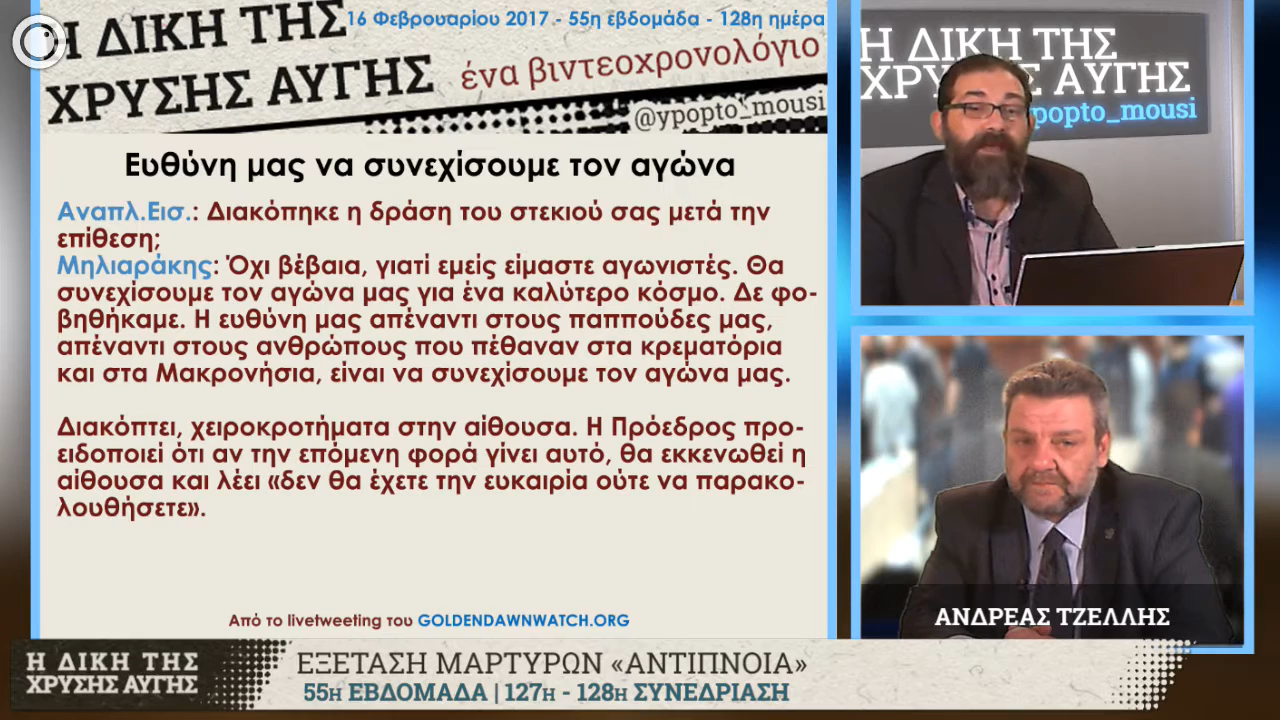 Η ΔΙΚΗ ΤΗΣ
16 Φεβρουαρίου 2017 - 55η εβδομάδα - 128η ημέρα
ΧΡΥΣΗΣ ΑΥΓΗΣ
ένα βιντεοχρονολόγιο
@ypopto_mousi
Ευθύνη μας να συνεχίσουμε τον αγώνα
Αναπλ.Εισ.: Διακόπηκε η δράση του στεκιού σας μετά την
επίθεση;
Μηλιαράκης: Όχι βέβαια, γιατί εμείς είμαστε αγωνιστές. Θα
συνεχίσουμε τον αγώνα μας για ένα καλύτερο κόσμο. Δε φο-
βηθήκαμε. Η ευθύνη μας απέναντι στους παππούδες μας,
απέναντι στους ανθρώπους που πέθαναν στα κρεματόρια
και στα Μακρονήσια, είναι να συνεχίσουμε τον αγώνα μας.
Διακόπτει, χειροκροτήματα στην αίθουσα. Η Πρόεδρος προ-
ειδοποιεί ότι αν την επόμενη φορά γίνει αυτό, θα εκκενωθεί η
αίθουσα και λέει «δεν θα έχετε την ευκαιρία ούτε να παρακο-
λουθήσετε».
Από το livetweeting του GOLDENDAWNWATCH.ORG
Η ΔΙΚΗ ΤΗΣ
ΧΡΥΣΗΣ ΑΥΓΗΣ
ypopto_mousi
ΑΝΔΡΕΑΣ ΤΖΕΛΛΗΣ
Η ΔΙΚΗ ΤΗΣ
ΧΡΥΣΗΣ ΑΥΓΗΣ
ΕΞΕΤΑΣΗ ΜΑΡΤΥΡΩΝ «ΑΝΤΙΠΝΟΙΑ»
55η ΕΒΔΟΜΑΔΑ | 127η - 128η ΣΥΝΕΔΡΙΑΣΗ